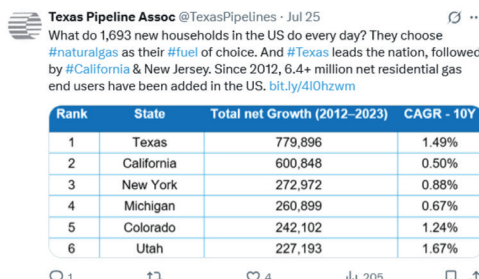 Texas Pipeline Assoc @TexasPipelines · Jul 25
What do 1,693 new households in the US do every day? They choose
#naturalgas as their #fuel of choice. And #Texas leads the nation, followed
by #California & New Jersey. Since 2012, 6.4+ million net residential gas
end users have been added in the US. bit.ly/4l0hzwm
Rank State Total net Growth (2012–2023) CAGR - 10Y
1 Texas 779,896 1.49%
2 California 600,848 0.50%
3 New York 272,972 0.88%
4 Michigan 260,899 0.67%
5 Colorado 242,102 1.24%
6 Utah 227,193 1.67%
1 4 205